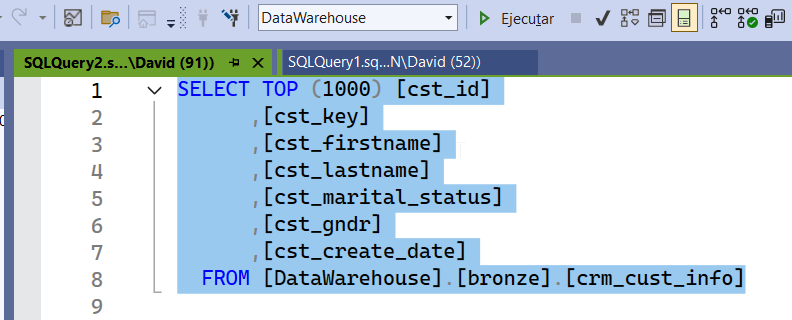 DataWarehouse
Ejecutar
SQLQuery2.s...\David (91))
SQLQuery1.sq...N\David (52))
1 SELECT TOP (1000) [cst_id]
2 ,[cst_key]
3 ,[cst_firstname]
4 ,[cst_lastname]
5 ,[cst_marital_status]
6 ,[cst_gndr]
7 ,[cst_create_date]
8 FROM [DataWarehouse].[bronze].[crm_cust_info]
9